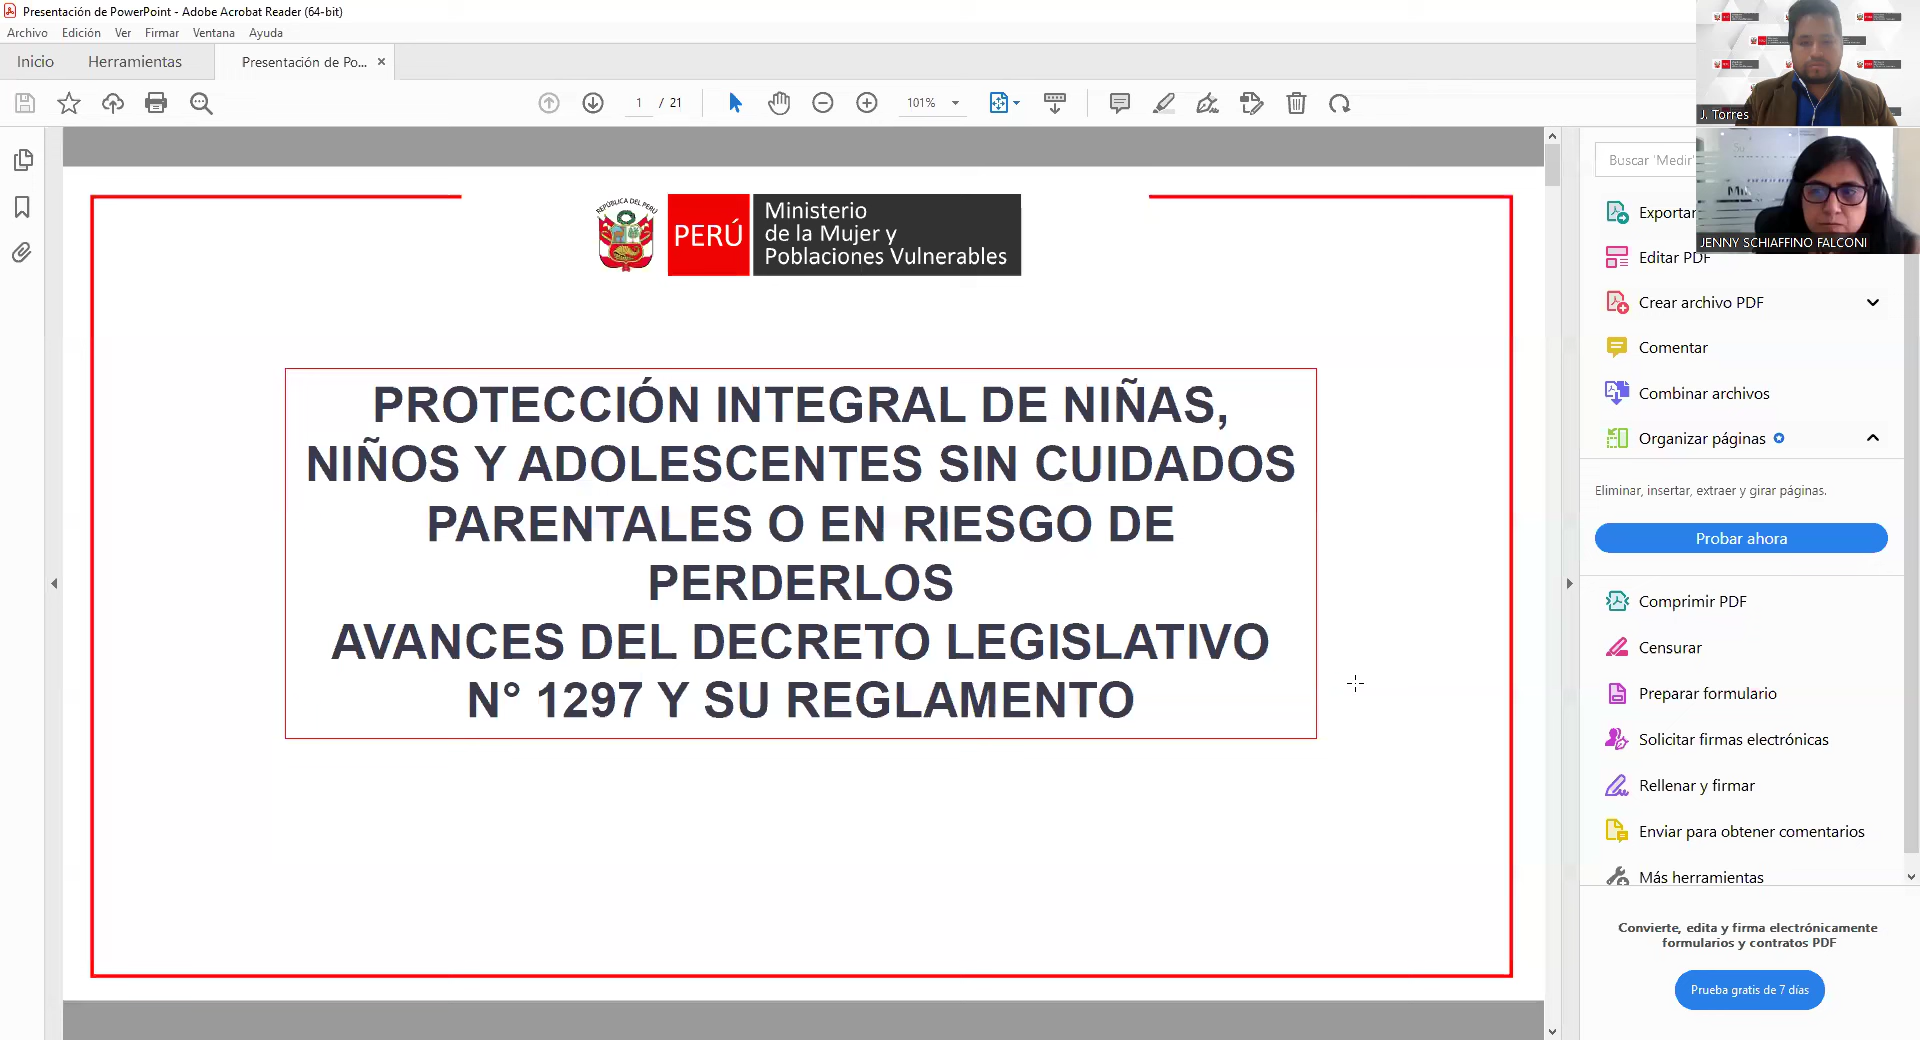 Presentación de PowerPoint - Adobe Acrobat Reader (64-bit)
Archivo Edición Ver Firmar Ventana Ayuda
Inicio Herramientas Presentación de Po... ×
1 / 21 101%
J. Torres
JENNY SCHIAFFINO FALCONI
REPÚBLICA DEL PERÚ
PERÚ
Ministerio
de la Mujer y
Poblaciones Vulnerables
PROTECCIÓN INTEGRAL DE NIÑAS,
NIÑOS Y ADOLESCENTES SIN CUIDADOS
PARENTALES O EN RIESGO DE
PERDERLOS
AVANCES DEL DECRETO LEGISLATIVO
N° 1297 Y SU REGLAMENTO
Buscar 'Medir'
Exportar
Editar PDF
Crear archivo PDF
Comentar
Combinar archivos
Organizar páginas
Eliminar, insertar, extraer y girar páginas.
Probar ahora
Comprimir PDF
Censurar
Preparar formulario
Solicitar firmas electrónicas
Rellenar y firmar
Enviar para obtener comentarios
Más herramientas
Convierte, edita y firma electrónicamente
formularios y contratos PDF
Prueba gratis de 7 días